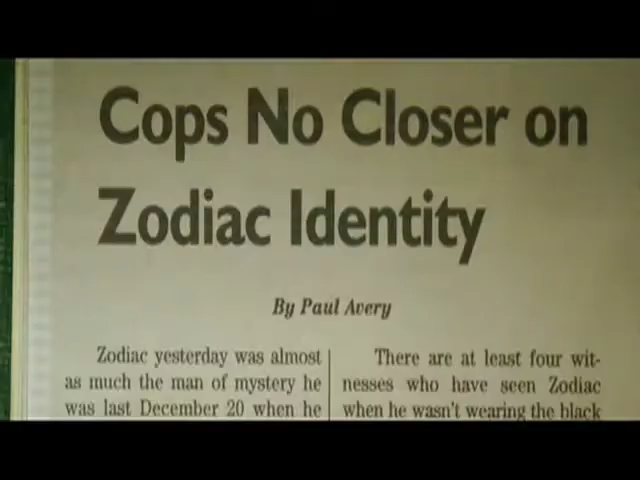 Cops No Closer on
Zodiac Identity
By Paul Avery
Zodiac yesterday was almost
as much the man of mystery he
was last December 20 when he
There are at least four wit-
nesses who have seen Zodiac
when he wasn't wearing the black